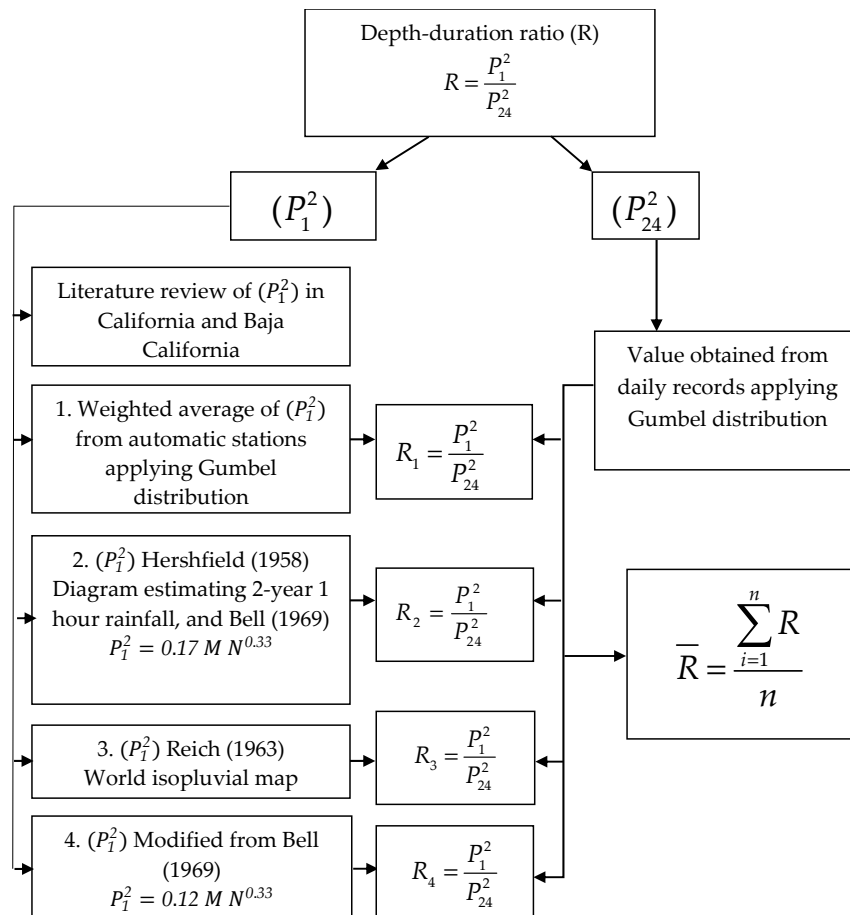 Depth-duration ratio (R)
R = P_1^2 / P_24^2
(P_1^2)
(P_24^2)
Literature review of (P_1^2) in
California and Baja
California
Value obtained from
daily records applying
Gumbel distribution
1. Weighted average of (P_1^2)
from automatic stations
applying Gumbel
distribution
R_1 = P_1^2 / P_24^2
2. (P_1^2) Hershfield (1958)
Diagram estimating 2-year 1
hour rainfall, and Bell (1969)
P_1^2 = 0.17 M N^0.33
R_2 = P_1^2 / P_24^2
R̅ = ∑_{i=1}^{n} R / n
3. (P_1^2) Reich (1963)
World isopluvial map
R_3 = P_1^2 / P_24^2
4. (P_1^2) Modified from Bell
(1969)
P_1^2 = 0.12 M N^0.33
R_4 = P_1^2 / P_24^2